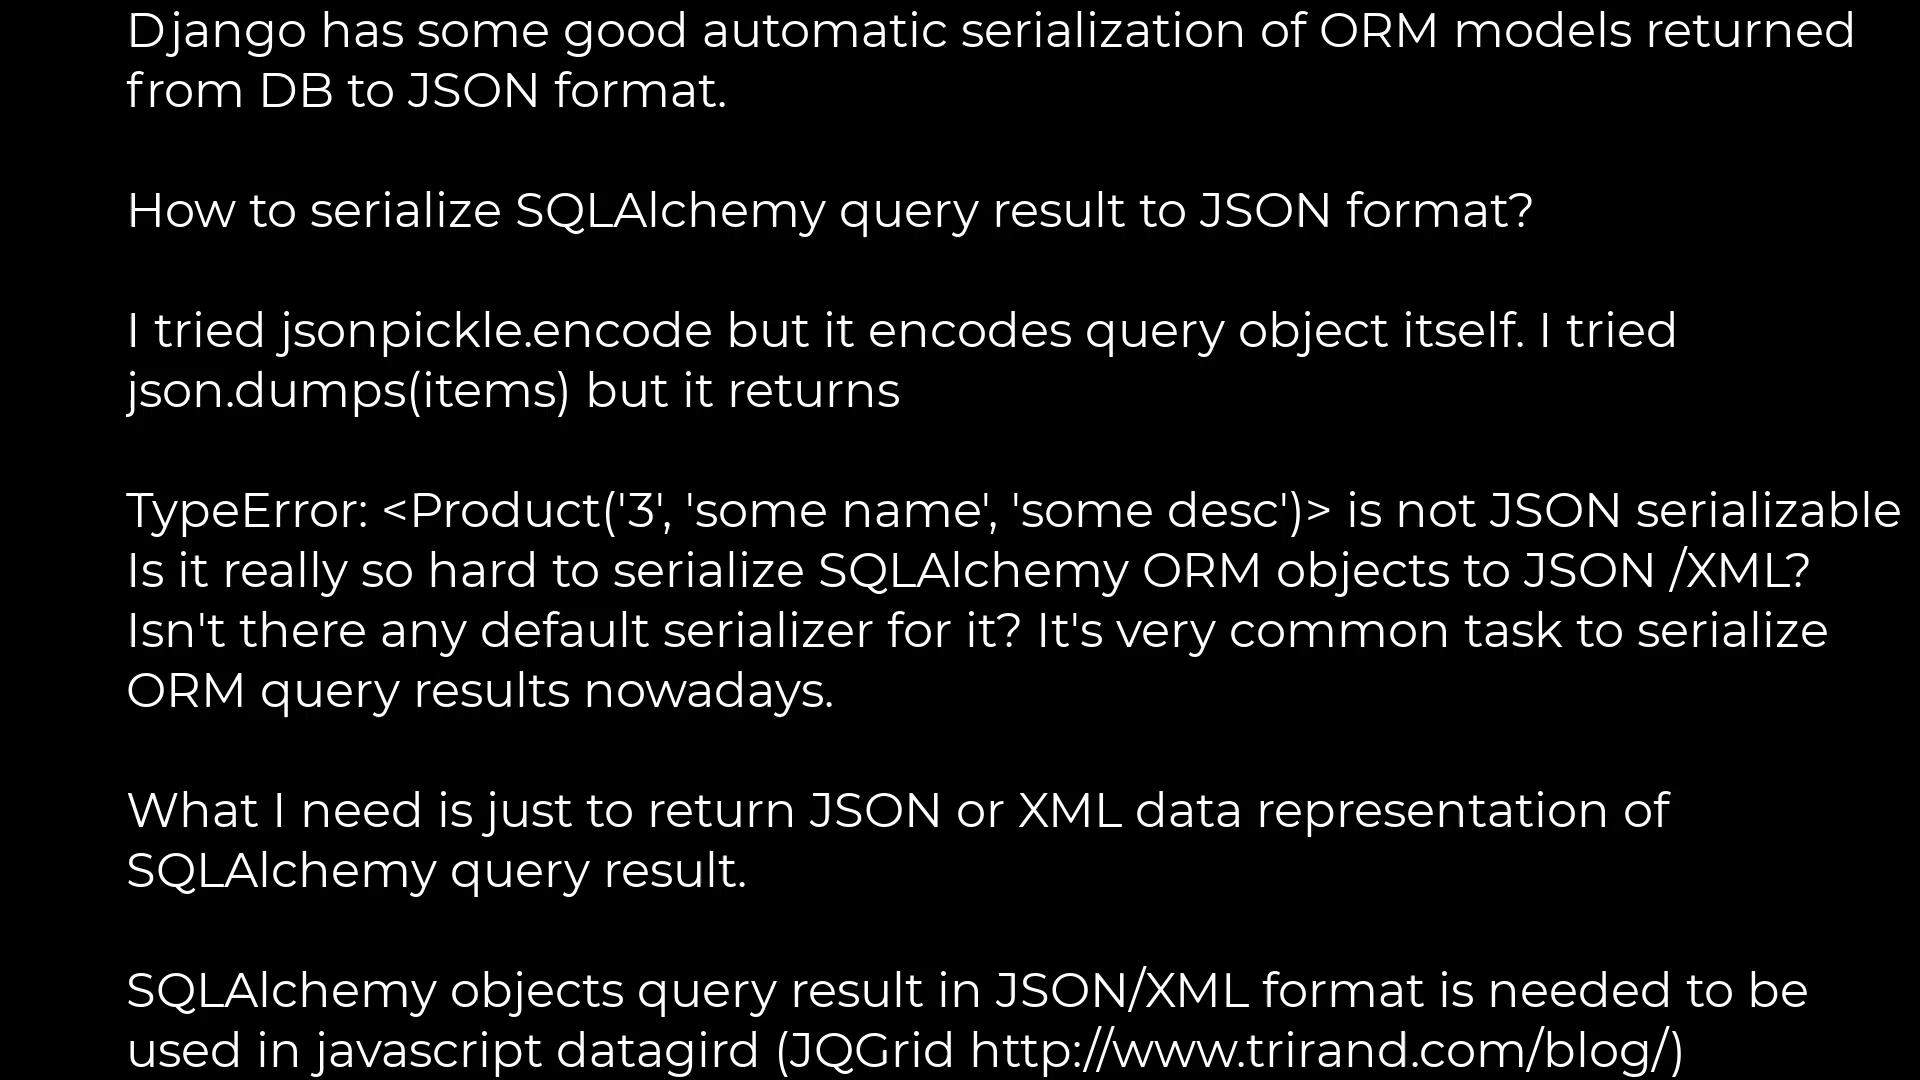 Django has some good automatic serialization of ORM models returned
from DB to JSON format.
How to serialize SQLAlchemy query result to JSON format?
I tried jsonpickle.encode but it encodes query object itself. I tried
json.dumps(items) but it returns
TypeError: <Product('3', 'some name', 'some desc')> is not JSON serializable
Is it really so hard to serialize SQLAlchemy ORM objects to JSON /XML?
Isn't there any default serializer for it? It's very common task to serialize
ORM query results nowadays.
What I need is just to return JSON or XML data representation of
SQLAlchemy query result.
SQLAlchemy objects query result in JSON/XML format is needed to be
used in javascript datagird (JQGrid http://www.trirand.com/blog/)